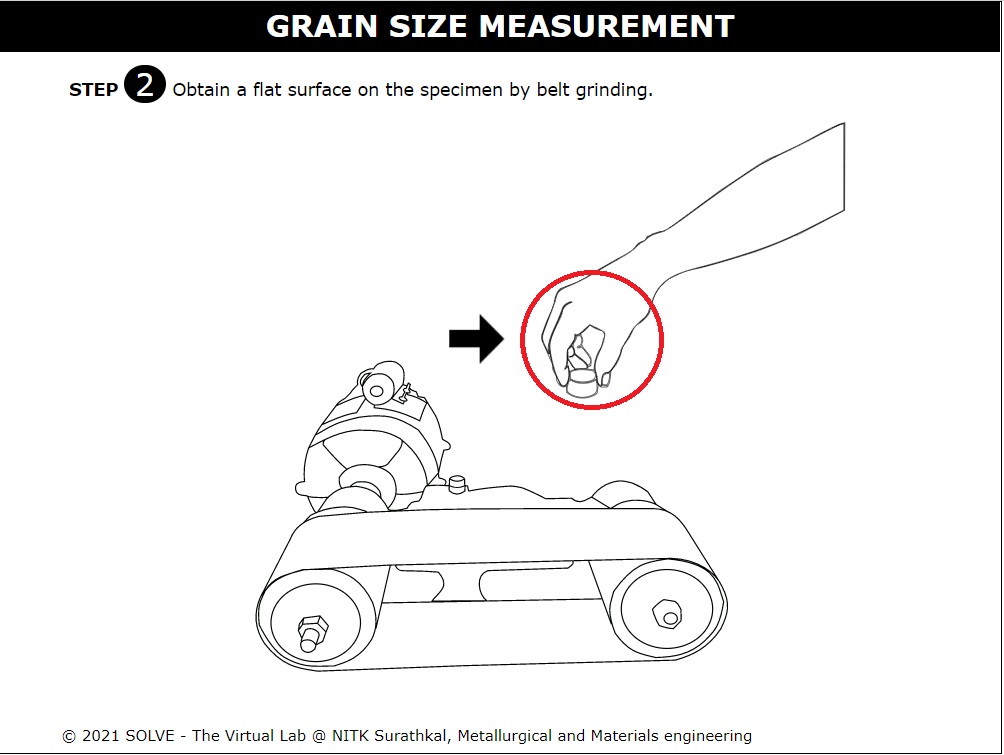 GRAIN SIZE MEASUREMENT
STEP 2 Obtain a flat surface on the specimen by belt grinding.
© 2021 SOLVE - The Virtual Lab @ NITK Surathkal, Metallurgical and Materials engineering